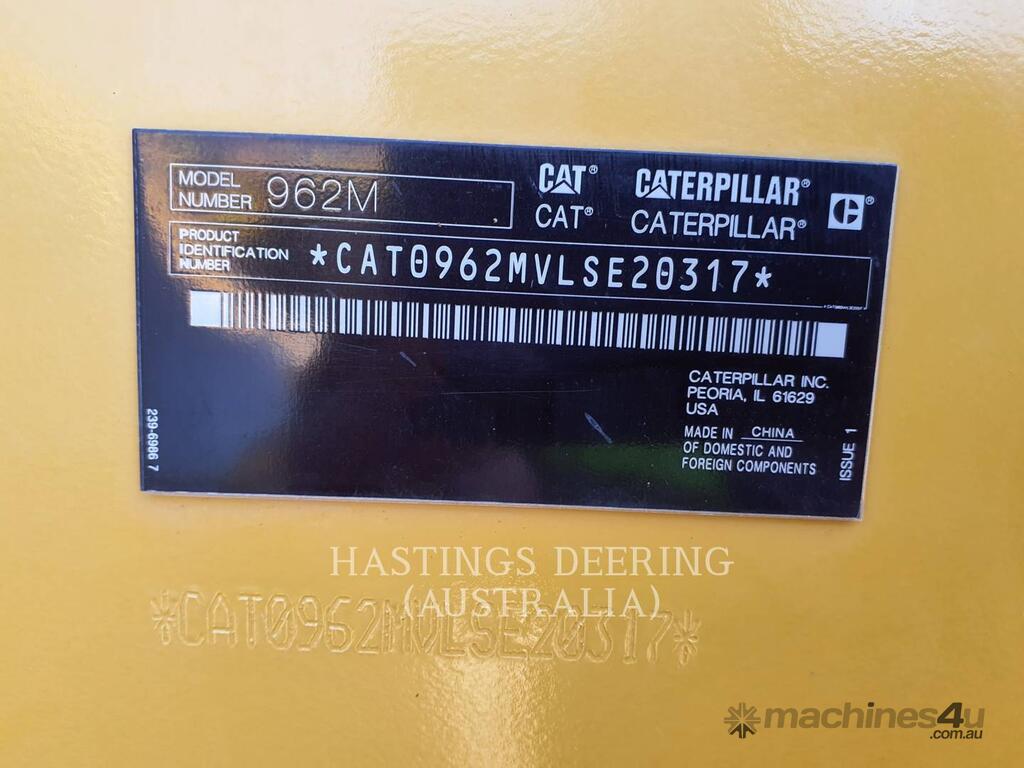 MODEL NUMBER 962M
CAT® CATERPILLAR®
CAT® CATERPILLAR®
C®
PRODUCT IDENTIFICATION NUMBER *CAT0962MVLSE20317*
CATERPILLAR INC.
PEORIA, IL 61629
USA
MADE IN CHINA
OF DOMESTIC AND
FOREIGN COMPONENTS
239-6986 7
ISSUE 1
HASTINGS DEERING
(AUSTRALIA)
*CAT0962MVLSE20317*
machines4u
.com.au